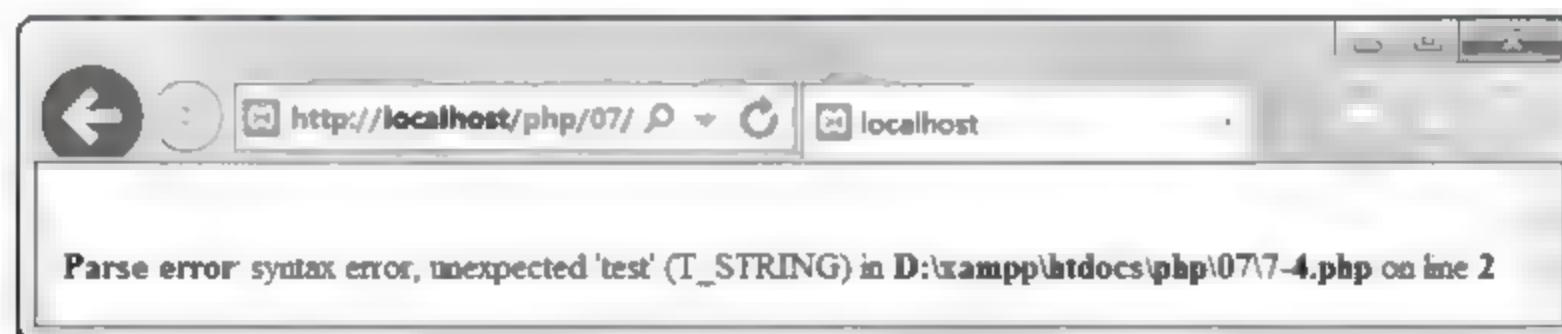 http://localhost/php/07/ localhost
Parse error syntax error, unexpected 'test' (T_STRING) in D:\xampp\htdocs\php\07\7-4.php on line 2